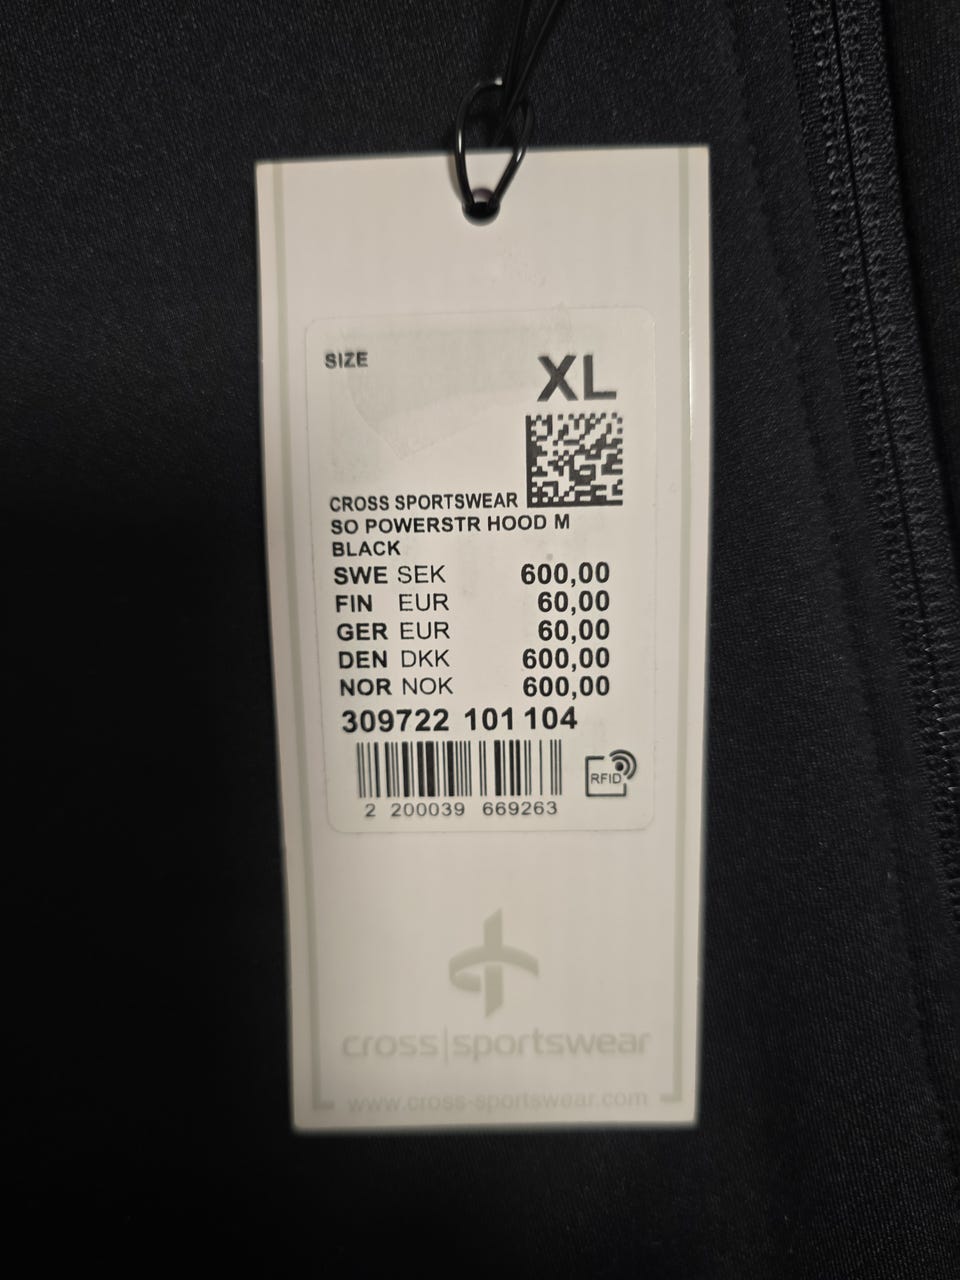 SIZE
XL
CROSS SPORTSWEAR
SO POWERSTR HOOD M
BLACK
SWE SEK 600,00
FIN EUR 60,00
GER EUR 60,00
DEN DKK 600,00
NOR NOK 600,00
309722 101 104
RFID
2 200039 669263
cross|sportswear
www.cross-sportswear.com